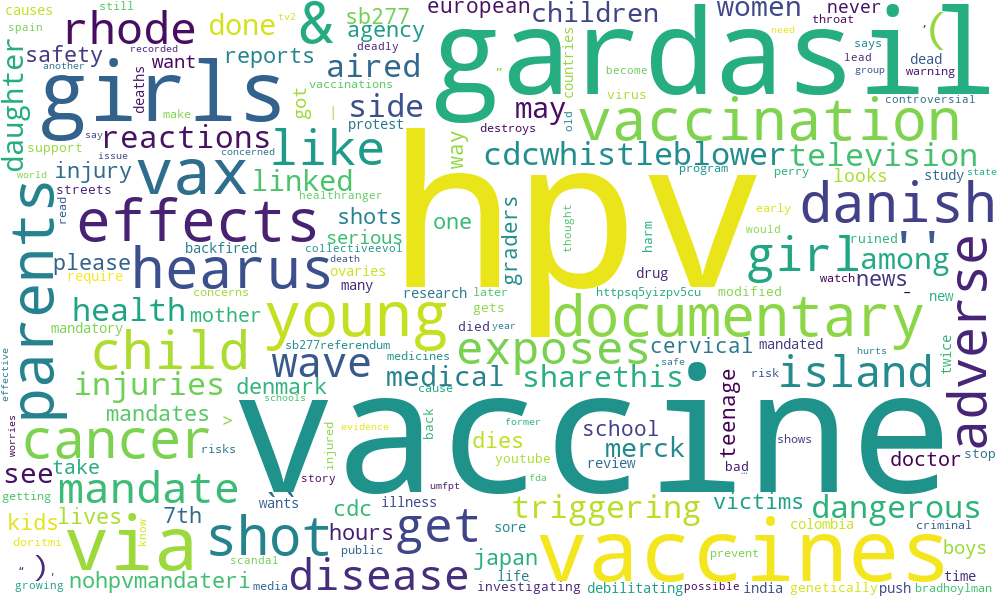 causes still european children women never , (
spain another tv2 throat
rhode done & sb277 agency
deadly recorded need
gardasil
says dead
lead group warning
safety want reports aired
daughter girls deaths got vaccinations countries become virus controversial
make | side may vaccination
protest destroys old
reactions like way cdcwhistleblower television
support say issue concerned program perry state
world injury vax linked looks study
streets healthranger
parents read effects shots one graders thought early danish
backfired serious harm would
collectiveevol girl ruined ''
please hearus death ovaries among adverse
require many drug watch news
concerns research later httpsq5yizpv5cu modified – new
hpv
health mother young died gets documentary
mandatory year
sb277referendum
child wave exposes cervical mandated twice
effective medicines safe hurts
injuries denmark medical sharethis risk island
cause
mandates > schools vaccine teenage
worries cancer evidence former school shows
risks injured back dies merck
youtube review bad doctor stop
see take story fda
getting mandate umfpt
wants illness victims
kids lives 7th cdc triggering dangerous
know via shot hours get sore colombia criminal
doritmi public vaccines boys
scandal japan prevent
“ ) ' life time
growing nohpvmandateri media disease investigating debilitating possible india genetically push bradhoylman